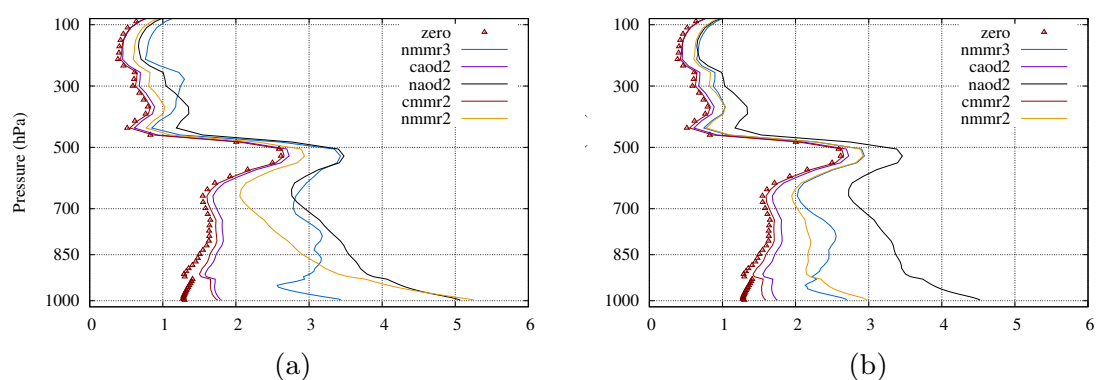 100
300
500
700
850
1000
Pressure (hPa)
0 1 2 3 4 5 6
zero
nmmr3
caod2
naod2
cmmr2
nmmr2
(a)
100
300
500
700
850
1000
0 1 2 3 4 5 6
zero
nmmr3
caod2
naod2
cmmr2
nmmr2
(b)